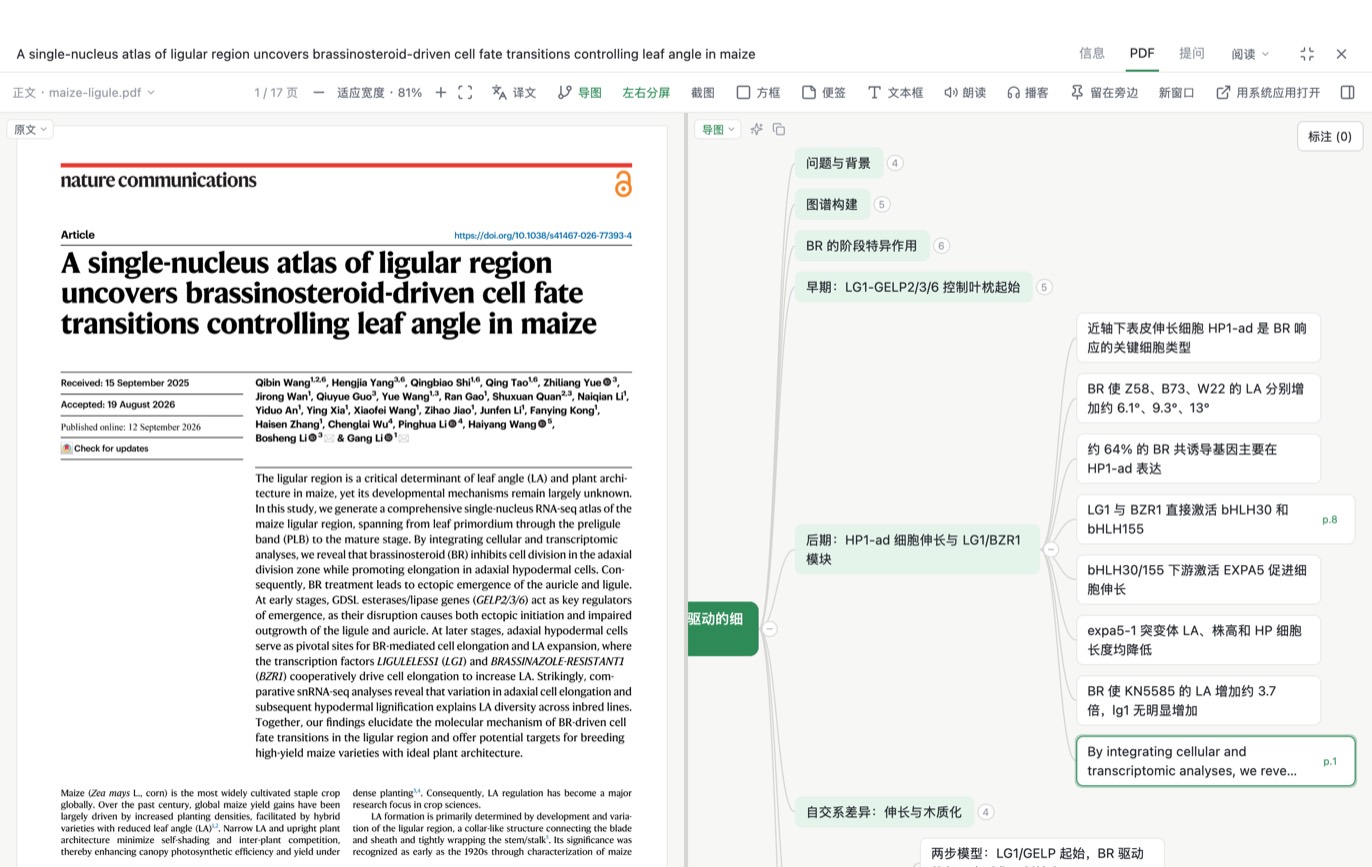 A single-nucleus atlas of ligular region uncovers brassinosteroid-driven cell fate transitions controlling leaf angle in maize
信息 PDF 提问 阅读
正文 · maize-ligule.pdf
1 / 17 页
适应宽度 · 81%
译文
导图
左右分屏
截图
方框
便签
文本框
朗读
播客
留在旁边
新窗口
用系统应用打开
原文
nature communications
Article
https://doi.org/10.1038/s41467-026-77393-4
A single-nucleus atlas of ligular region
uncovers brassinosteroid-driven cell fate
transitions controlling leaf angle in maize
Received: 15 September 2025
Accepted: 19 August 2026
Published online: 12 September 2026
Check for updates
Qibin Wang1,2,6, Hengjia Yang3,6, Qingbiao Shi1,6, Qing Tao1,6, Zhiliang Yue3,
Jirong Wan1, Qiuyue Guo3, Yue Wang1,3, Ran Gao1, Shuxuan Quan2,3, Naiqian Li1,
Yiduo An1, Ying Xia1, Xiaofei Wang1, Zihao Jiao1, Junfen Li1, Fanying Kong1,
Haisen Zhang1, Chenglai Wu4, Pinghua Li4, Haiyang Wang5,
Bosheng Li3 & Gang Li1
The ligular region is a critical determinant of leaf angle (LA) and plant archi-
tecture in maize, yet its developmental mechanisms remain largely unknown.
In this study, we generate a comprehensive single-nucleus RNA-seq atlas of the
maize ligular region, spanning from leaf primordium through the preligule
band (PLB) to the mature stage. By integrating cellular and transcriptomic
analyses, we reveal that brassinosteroid (BR) inhibits cell division in the adaxial
division zone while promoting elongation in adaxial hypodermal cells. Con-
sequently, BR treatment leads to ectopic emergence of the auricle and ligule.
At early stages, GDSL esterases/lipase genes (GELP2/3/6) act as key regulators
of emergence, as their disruption causes both ectopic initiation and impaired
outgrowth of the ligule and auricle. At later stages, adaxial hypodermal cells
serve as pivotal sites for BR-mediated cell elongation and LA expansion, where
the transcription factors LIGULELESS1 (LG1) and BRASSINAZOLE-RESISTANT1
(BZR1) cooperatively drive cell elongation to increase LA. Strikingly, com-
parative snRNA-seq analyses reveal that variation in adaxial cell elongation and
subsequent hypodermal lignification explains LA diversity across inbred lines.
Together, our findings elucidate the molecular mechanism of BR-driven cell
fate transitions in the ligular region and offer potential targets for breeding
high-yield maize varieties with ideal plant architecture.
Maize (Zea mays L., corn) is the most widely cultivated staple crop
globally. Over the past century, global maize yield gains have been
largely driven by increased planting densities, facilitated by hybrid
varieties with reduced leaf angle (LA)1,2. Narrow LA and upright plant
architecture minimize self-shading and inter-plant competition,
thereby enhancing canopy photosynthetic efficiency and yield under
dense planting3,4. Consequently, LA regulation has become a major
research focus in crop sciences.
LA formation is primarily determined by development and varia-
tion of the ligular region, a collar-like structure connecting the blade
and sheath and tightly wrapping the stem/stalk5. Its significance was
recognized as early as the 1920s through characterization of maize
导图
标注 (0)
问题与背景 4
图谱构建 5
BR 的阶段特异作用 6
早期：LG1-GELP2/3/6 控制叶枕起始 5
近轴下表皮伸长细胞 HP1-ad 是 BR 响
应的关键细胞类型
BR 使 Z58、B73、W22 的 LA 分别增
加约 6.1°、9.3°、13°
约 64% 的 BR 共诱导基因主要在
HP1-ad 表达
LG1 与 BZR1 直接激活 bHLH30 和
bHLH155
p.8
后期：HP1-ad 细胞伸长与 LG1/BZR1
模块
bHLH30/155 下游激活 EXPA5 促进细
胞伸长
驱动的细
expa5-1 突变体 LA、株高和 HP 细胞
长度均降低
BR 使 KN5585 的 LA 增加约 3.7
倍，lg1 无明显增加
By integrating cellular and
transcriptomic analyses, we reve...
p.1
自交系差异：伸长与木质化 4
两步模型：LG1/GELP 起始，BR 驱动